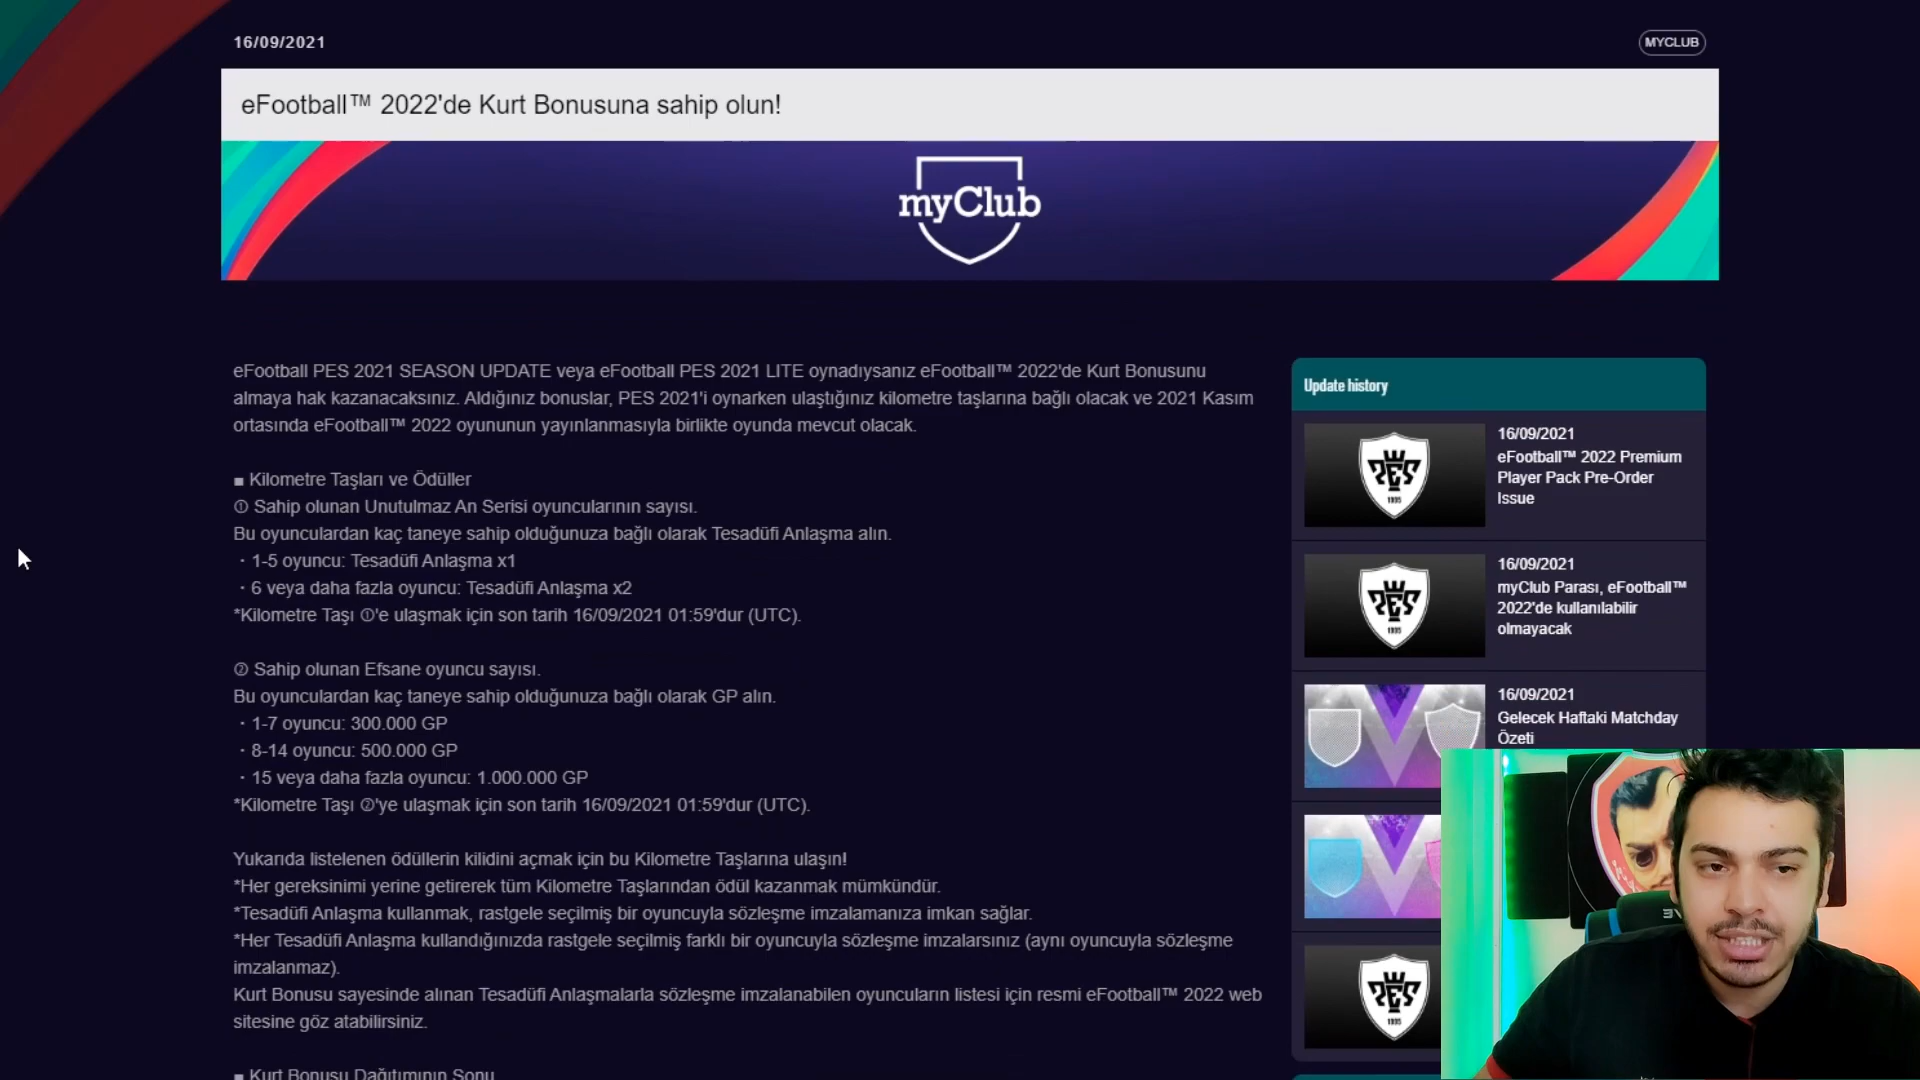 16/09/2021
MYCLUB
eFootball™ 2022'de Kurt Bonusuna sahip olun!
myClub
eFootball PES 2021 SEASON UPDATE veya eFootball PES 2021 LITE oynadıysanız eFootball™ 2022'de Kurt Bonusunu
almaya hak kazanacaksınız. Aldığınız bonuslar, PES 2021'i oynarken ulaştığınız kilometre taşlarına bağlı olacak ve 2021 Kasım
ortasında eFootball™ 2022 oyununun yayınlanmasıyla birlikte oyunda mevcut olacak.
■ Kilometre Taşları ve Ödüller
① Sahip olunan Unutulmaz An Serisi oyuncularının sayısı.
Bu oyunculardan kaç taneye sahip olduğunuza bağlı olarak Tesadüfi Anlaşma alın.
・1-5 oyuncu: Tesadüfi Anlaşma x1
・6 veya daha fazla oyuncu: Tesadüfi Anlaşma x2
*Kilometre Taşı ①'e ulaşmak için son tarih 16/09/2021 01:59'dur (UTC).
② Sahip olunan Efsane oyuncu sayısı.
Bu oyunculardan kaç taneye sahip olduğunuza bağlı olarak GP alın.
・1-7 oyuncu: 300.000 GP
・8-14 oyuncu: 500.000 GP
・15 veya daha fazla oyuncu: 1.000.000 GP
*Kilometre Taşı ②'ye ulaşmak için son tarih 16/09/2021 01:59'dur (UTC).
Yukarıda listelenen ödüllerin kilidini açmak için bu Kilometre Taşlarına ulaşın!
*Her gereksinimi yerine getirerek tüm Kilometre Taşlarından ödül kazanmak mümkündür.
*Tesadüfi Anlaşma kullanmak, rastgele seçilmiş bir oyuncuyla sözleşme imzalamanıza imkan sağlar.
*Her Tesadüfi Anlaşma kullandığınızda rastgele seçilmiş farklı bir oyuncuyla sözleşme imzalarsınız (aynı oyuncuyla sözleşme
imzalanmaz).
Kurt Bonusu sayesinde alınan Tesadüfi Anlaşmalarla sözleşme imzalanabilen oyuncuların listesi için resmi eFootball™ 2022 web
sitesine göz atabilirsiniz.
■ Kurt Bonusu Dağıtımının Sonu
Update history
PES
1995
16/09/2021
eFootball™ 2022 Premium
Player Pack Pre-Order
Issue
PES
1995
16/09/2021
myClub Parası, eFootball™
2022'de kullanılabilir
olmayacak
16/09/2021
Gelecek Haftaki Matchday
Özeti
PES
1995